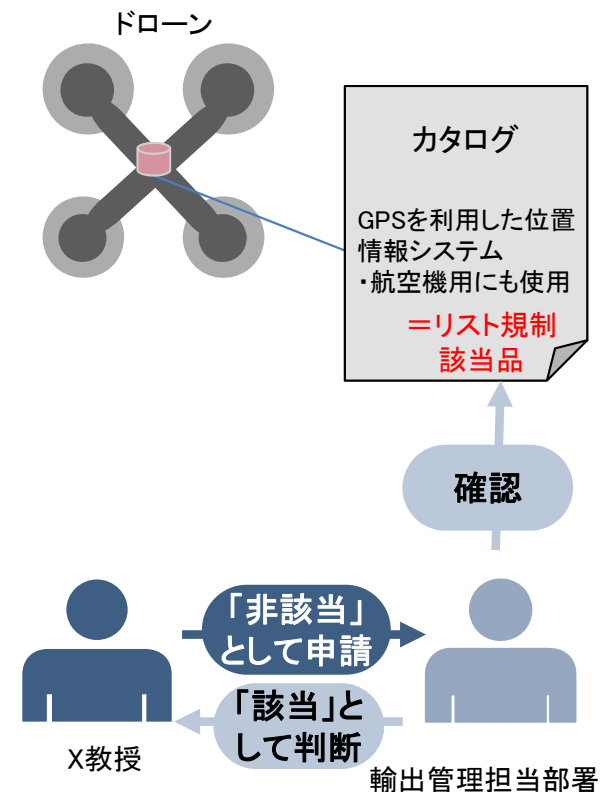 ドローン
カタログ
GPSを利用した位置
情報システム
・航空機用にも使用
＝リスト規制
該当品
確認
「非該当」
として申請
「該当」と
して判断
X教授
輸出管理担当部署